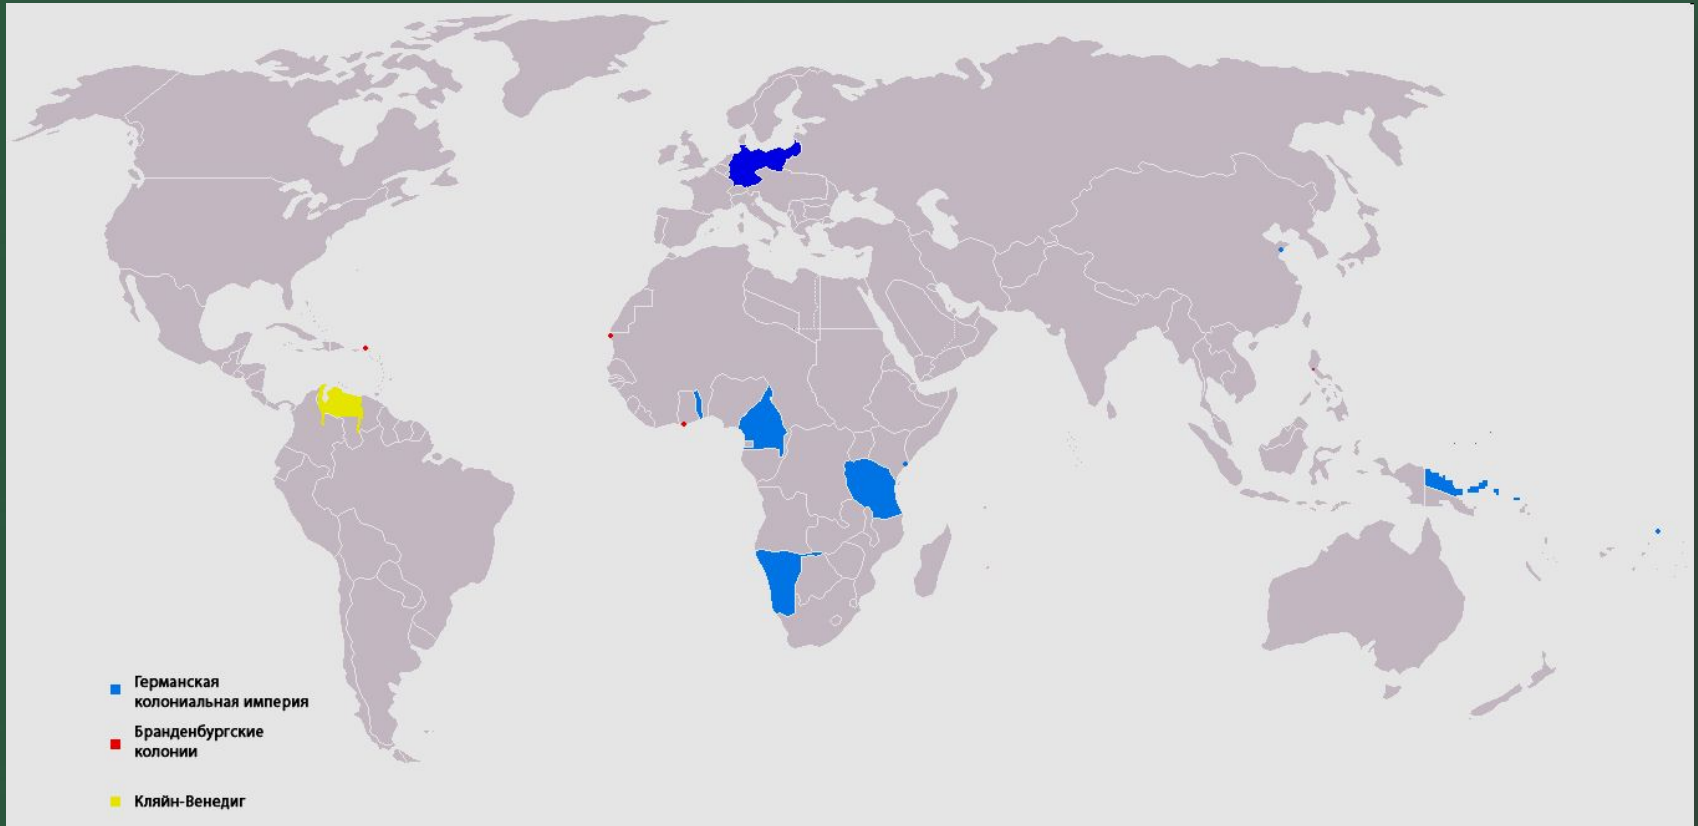 Германская
колониальная империя
Бранденбургские
колонии
Кляйн-Венедиг